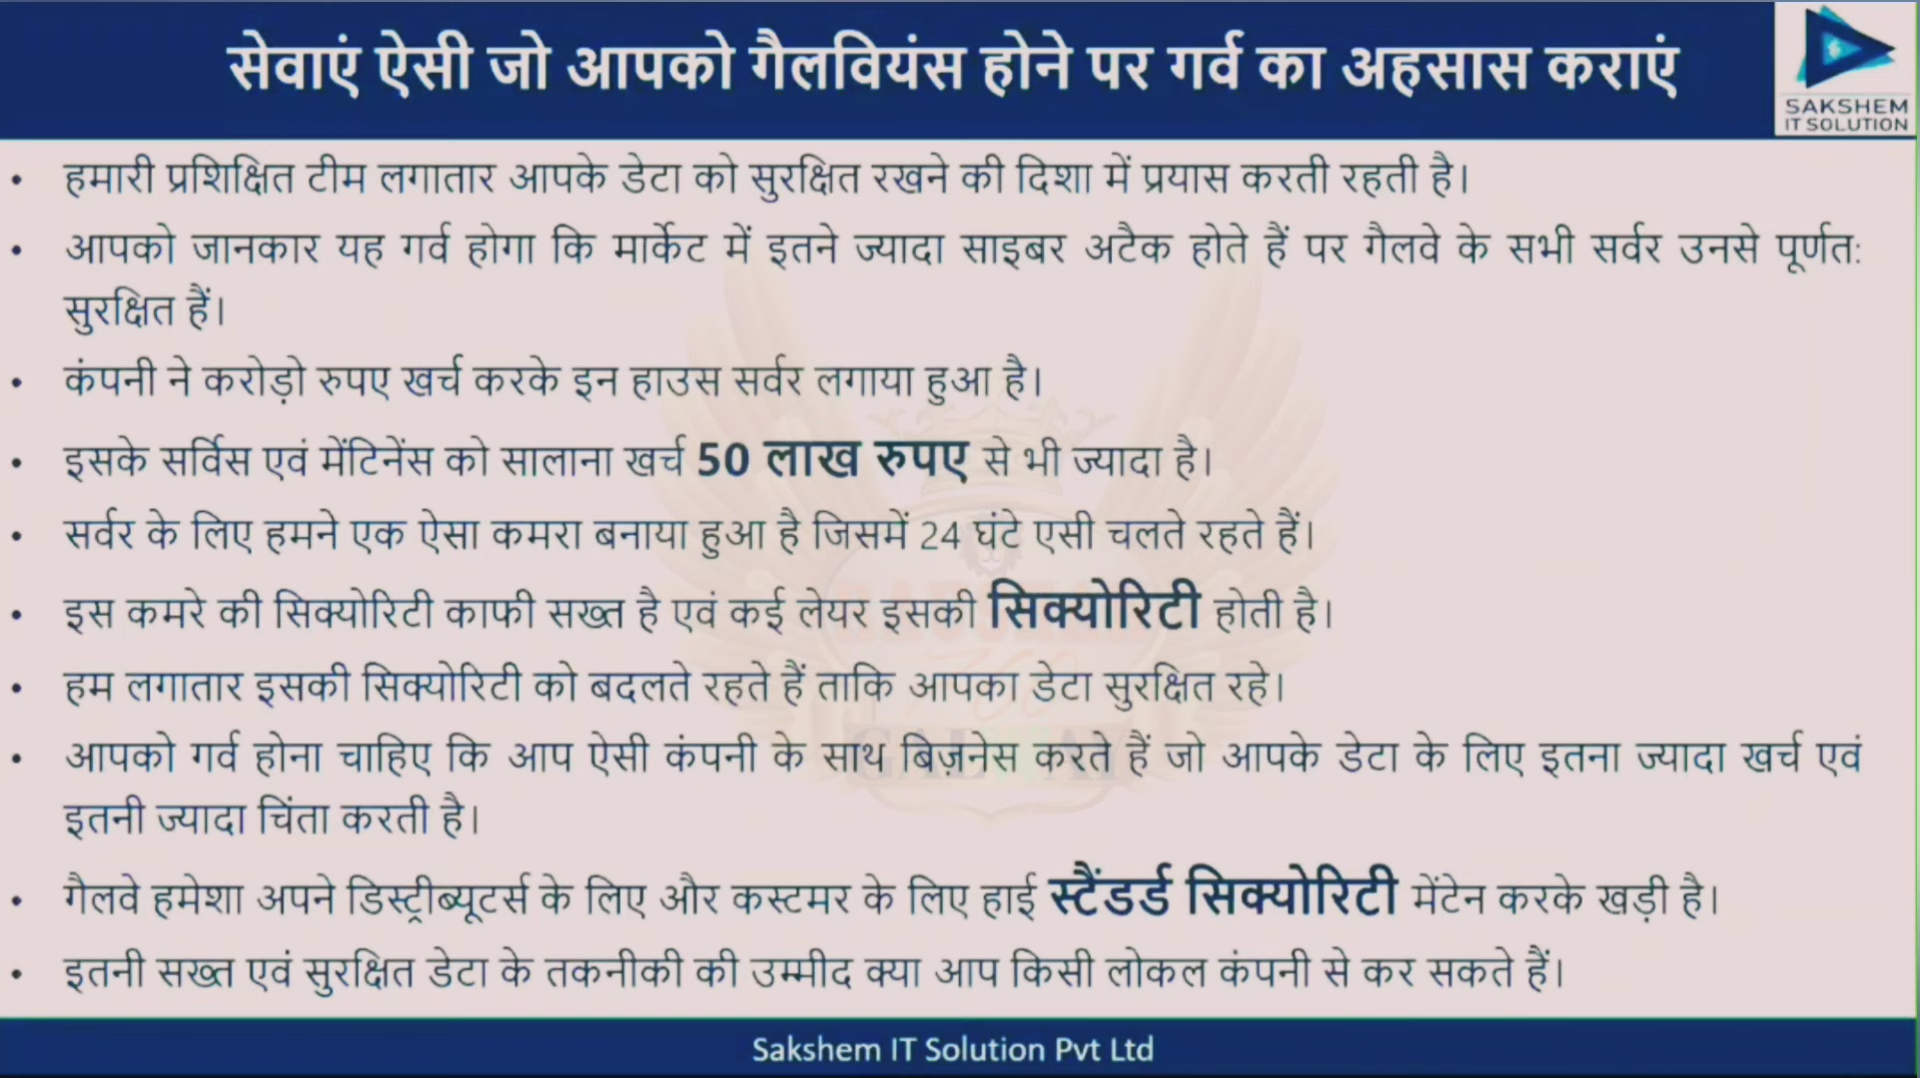 सेवाएं ऐसी जो आपको गैलवियंस होने पर गर्व का अहसास कराएं
SAKSHEM
IT SOLUTION
• हमारी प्रशिक्षित टीम लगातार आपके डेटा को सुरक्षित रखने की दिशा में प्रयास करती रहती है।
• आपको जानकार यह गर्व होगा कि मार्केट में इतने ज्यादा साइबर अटैक होते हैं पर गैलवे के सभी सर्वर उनसे पूर्णत:
सुरक्षित हैं।
• कंपनी ने करोड़ो रुपए खर्च करके इन हाउस सर्वर लगाया हुआ है।
• इसके सर्विस एवं मेंटिनेंस को सालाना खर्च 50 लाख रुपए से भी ज्यादा है।
• सर्वर के लिए हमने एक ऐसा कमरा बनाया हुआ है जिसमें 24 घंटे एसी चलते रहते हैं।
• इस कमरे की सिक्योरिटी काफी सख्त है एवं कई लेयर इसकी सिक्योरिटी होती है।
• हम लगातार इसकी सिक्योरिटी को बदलते रहते हैं ताकि आपका डेटा सुरक्षित रहे।
• आपको गर्व होना चाहिए कि आप ऐसी कंपनी के साथ बिज़नेस करते हैं जो आपके डेटा के लिए इतना ज्यादा खर्च एवं
इतनी ज्यादा चिंता करती है।
• गैलवे हमेशा अपने डिस्ट्रीब्यूटर्स के लिए और कस्टमर के लिए हाई स्टैंडर्ड सिक्योरिटी मेंटेन करके खड़ी है।
• इतनी सख्त एवं सुरक्षित डेटा के तकनीकी की उम्मीद क्या आप किसी लोकल कंपनी से कर सकते हैं।
Sakshem IT Solution Pvt Ltd